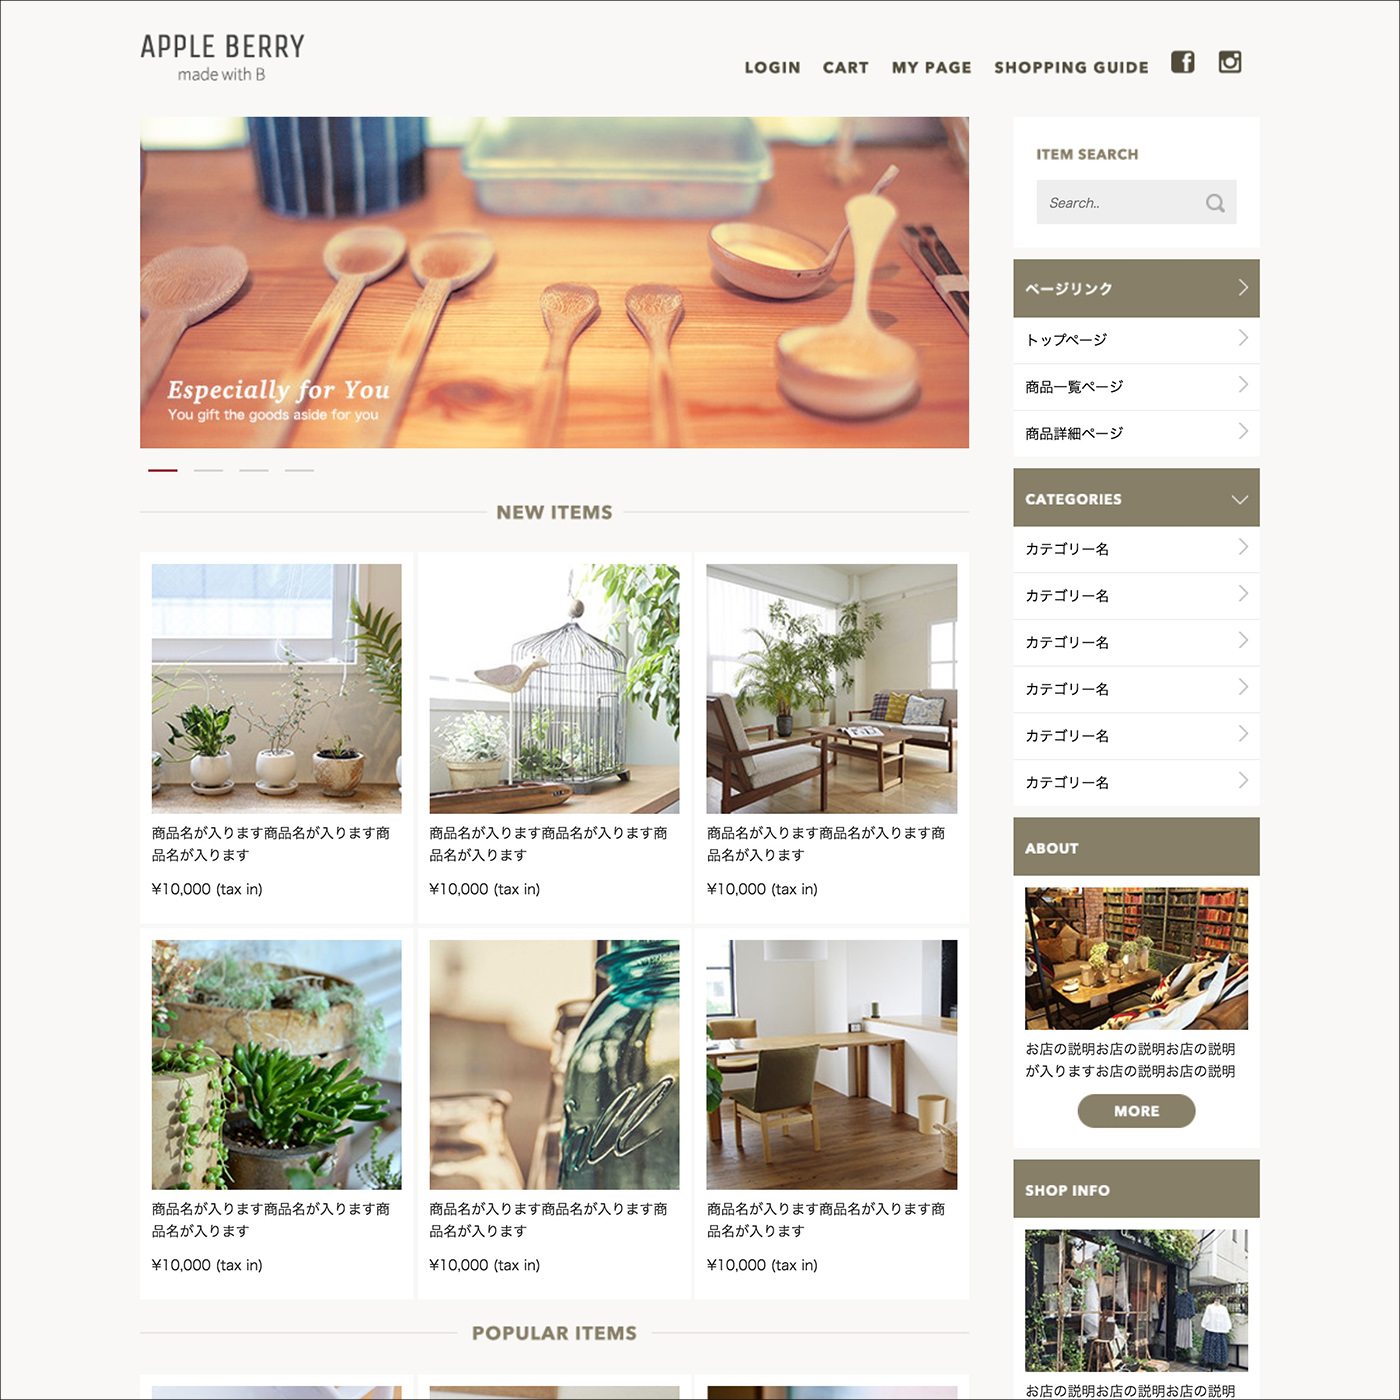 APPLE BERRY
made with B
LOGIN CART MY PAGE SHOPPING GUIDE
Especially for You
You gift the goods aside for you
NEW ITEMS
商品名が入ります商品名が入ります商
品名が入ります
¥10,000 (tax in)
商品名が入ります商品名が入ります商
品名が入ります
¥10,000 (tax in)
商品名が入ります商品名が入ります商
品名が入ります
¥10,000 (tax in)
商品名が入ります商品名が入ります商
品名が入ります
¥10,000 (tax in)
商品名が入ります商品名が入ります商
品名が入ります
¥10,000 (tax in)
商品名が入ります商品名が入ります商
品名が入ります
¥10,000 (tax in)
POPULAR ITEMS
ITEM SEARCH
Search..
ページリンク
トップページ
商品一覧ページ
商品詳細ページ
CATEGORIES
カテゴリー名
カテゴリー名
カテゴリー名
カテゴリー名
カテゴリー名
カテゴリー名
ABOUT
お店の説明お店の説明お店の説明
が入りますお店の説明お店の説明
MORE
SHOP INFO
お店の説明お店の説明お店の説明